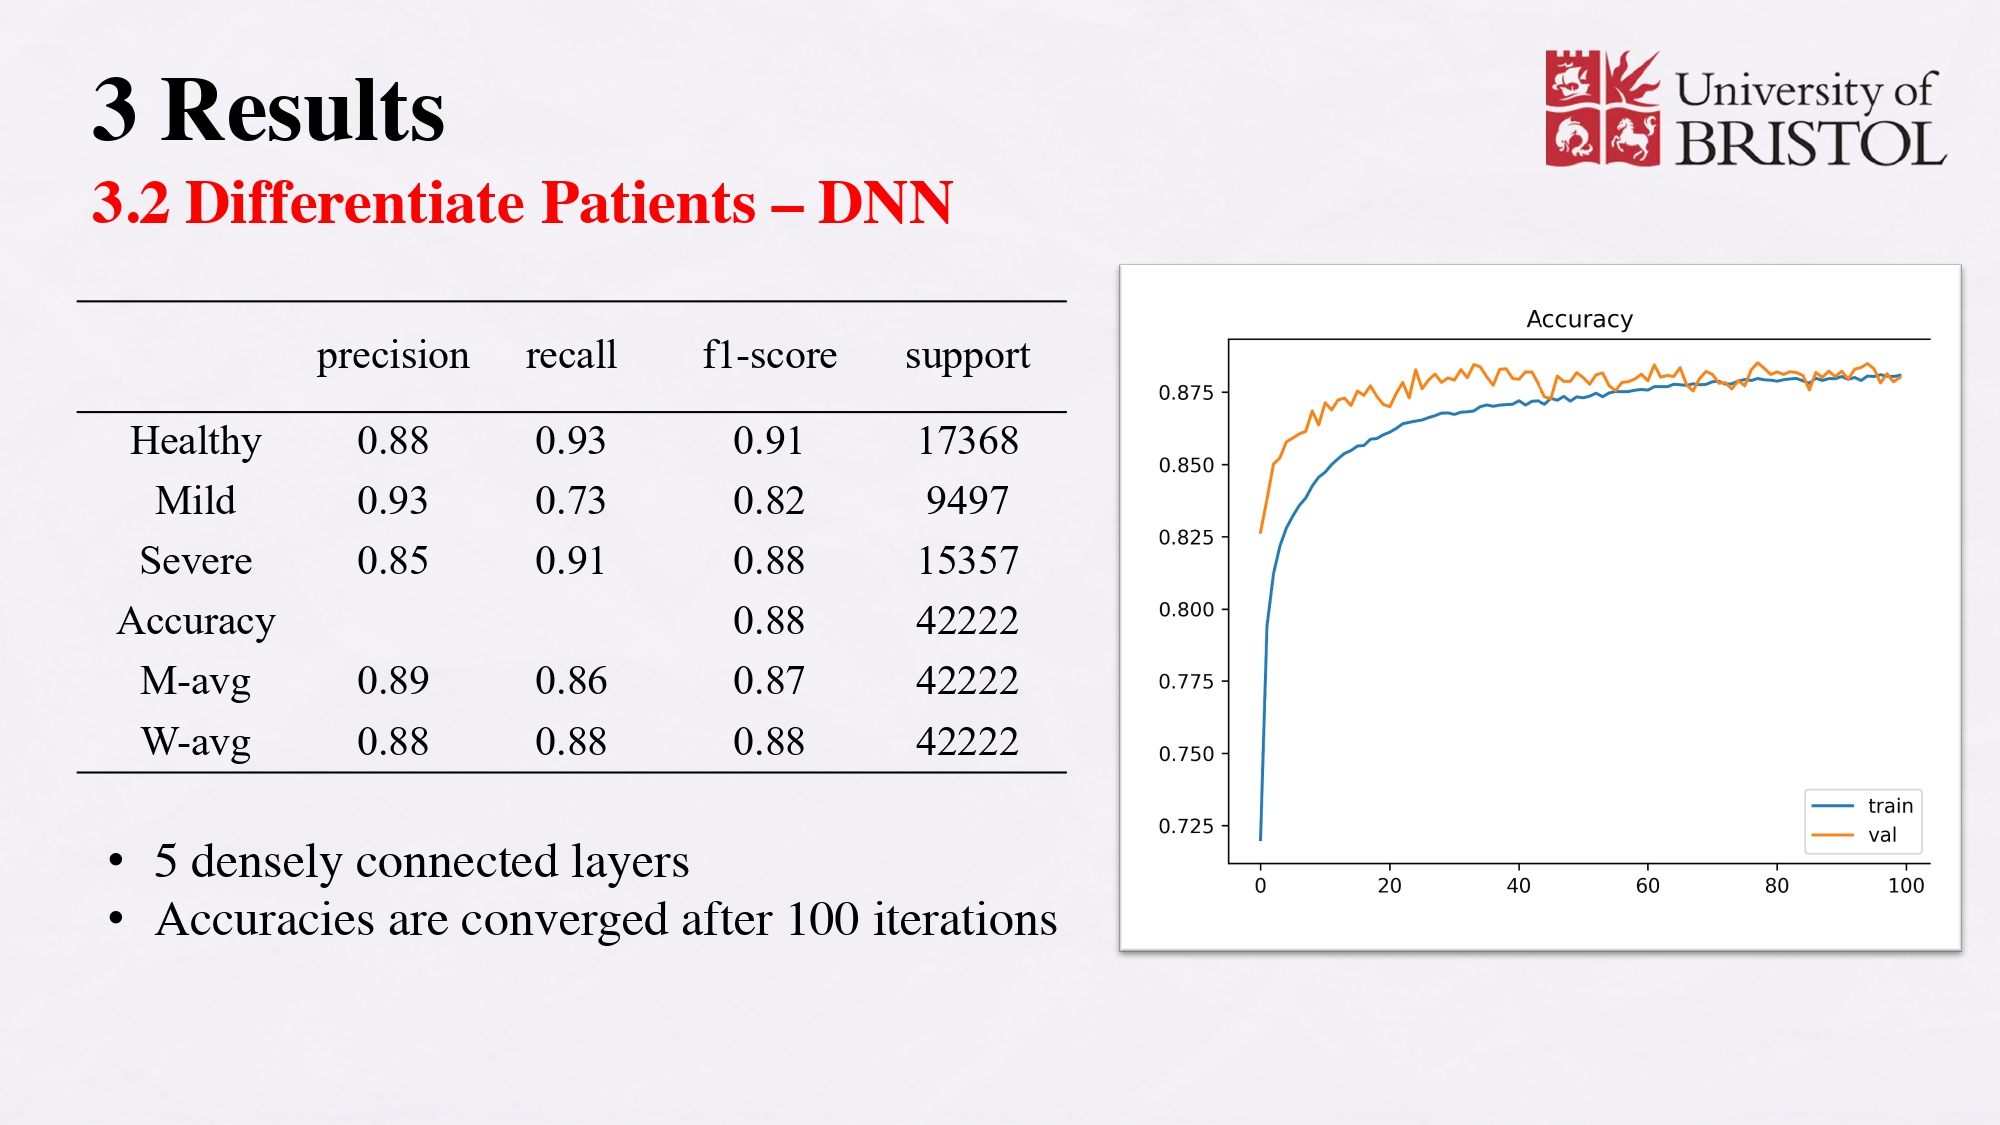 3 Results
3.2 Differentiate Patients – DNN
University of
BRISTOL
precision recall f1-score support
Healthy 0.88 0.93 0.91 17368
Mild 0.93 0.73 0.82 9497
Severe 0.85 0.91 0.88 15357
Accuracy 0.88 42222
M-avg 0.89 0.86 0.87 42222
W-avg 0.88 0.88 0.88 42222
• 5 densely connected layers
• Accuracies are converged after 100 iterations
Accuracy
0.875
0.850
0.825
0.800
0.775
0.750
0.725
0 20 40 60 80 100
train
val